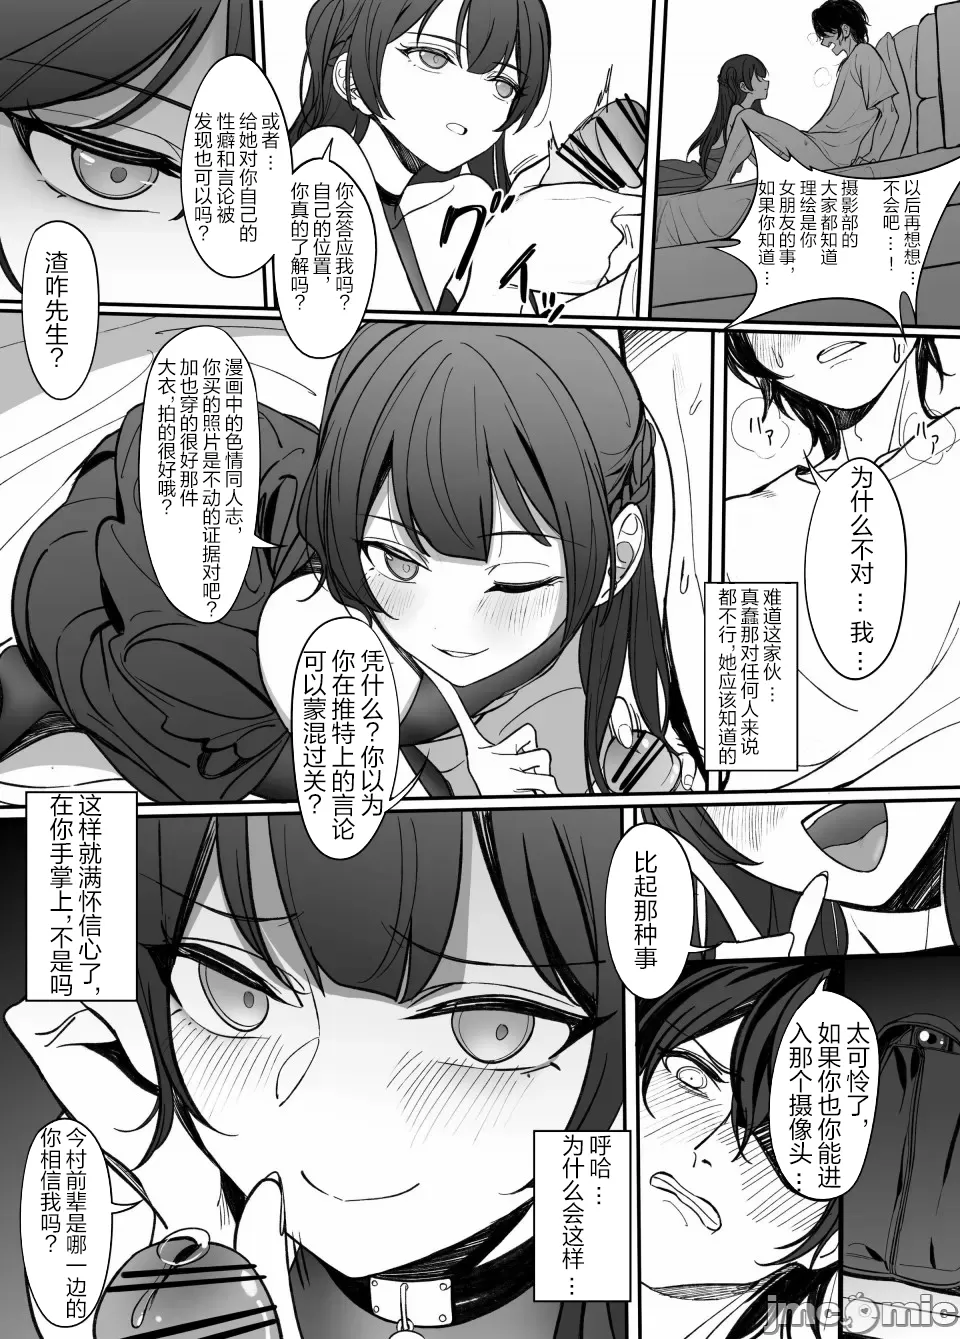 以后再想想…
不会吧…!
摄影部的
大家都知道
理绘是你
女朋友的事，
如果你知道…
你会答应我吗？
自己的位置，
你真的了解吗？
或者…
给她对你自己的
性癖和言论被
发现也可以吗？
渣咋先生？
グッ
グッ
为什么不对…我…
难道这家伙…
真蠢那对任何人来说
都不行，她应该知道的
漫画中的色情同人志，
你买的照片是不动的证据对吧？
加也穿的很好那件
大衣，拍的很好哦？
凭什么？你以为
你在推特上的言论
可以蒙混过关？
比起那种事
这样就满怀信心了，
在你手掌上，不是吗
太可怜了，
如果你也你能进
入那个摄像头…
呼哈…
为什么会这样…
今村前辈是哪一边的
你相信我吗？
jmcomic